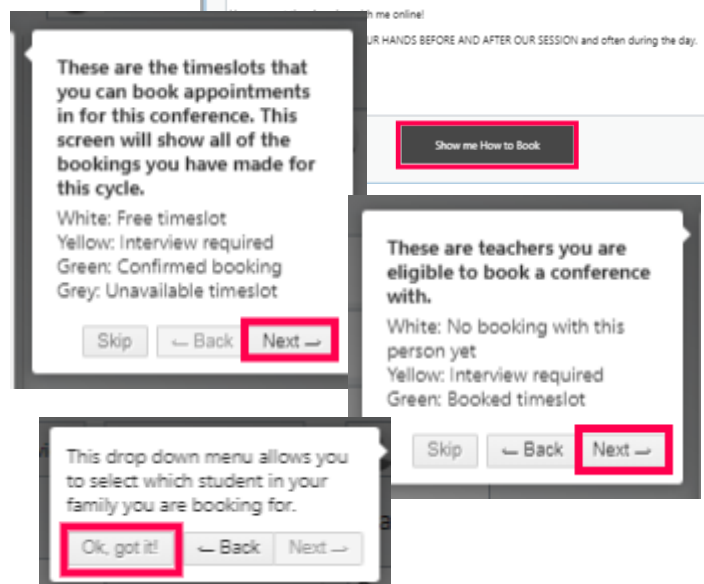 h me online!
UR HANDS BEFORE AND AFTER OUR SESSION and often during the day.
Show me How to Book
These are the timeslots that
you can book appointments
in for this conference. This
screen will show all of the
bookings you have made for
this cycle.
White: Free timeslot
Yellow: Interview required
Green: Confirmed booking
Grey: Unavailable timeslot
Skip Back Next
These are teachers you are
eligible to book a conference
with.
White: No booking with this
person yet
Yellow: Interview required
Green: Booked timeslot
Skip Back Next
This drop down menu allows you
to select which student in your
family you are booking for.
Ok, got it! Back Next